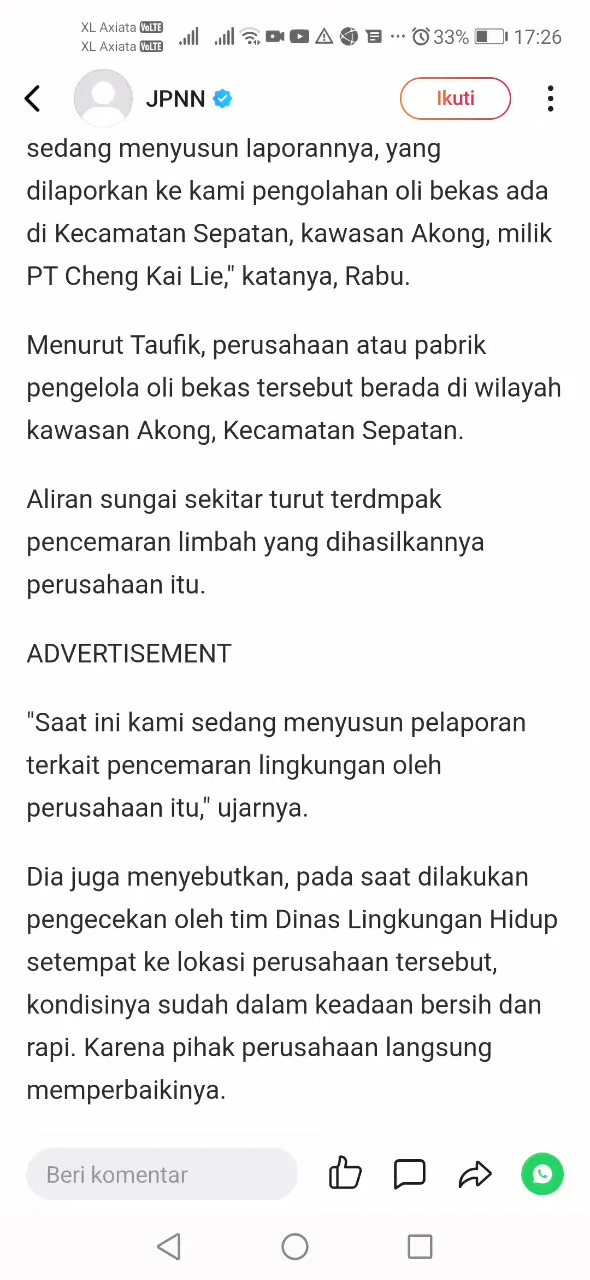 XL Axiata VoLTE
XL Axiata VoLTE
33% 17:26
JPNN
Ikuti
sedang menyusun laporannya, yang
dilaporkan ke kami pengolahan oli bekas ada
di Kecamatan Sepatan, kawasan Akong, milik
PT Cheng Kai Lie," katanya, Rabu.
Menurut Taufik, perusahaan atau pabrik
pengelola oli bekas tersebut berada di wilayah
kawasan Akong, Kecamatan Sepatan.
Aliran sungai sekitar turut terdmpak
pencemaran limbah yang dihasilkannya
perusahaan itu.
ADVERTISEMENT
"Saat ini kami sedang menyusun pelaporan
terkait pencemaran lingkungan oleh
perusahaan itu," ujarnya.
Dia juga menyebutkan, pada saat dilakukan
pengecekan oleh tim Dinas Lingkungan Hidup
setempat ke lokasi perusahaan tersebut,
kondisinya sudah dalam keadaan bersih dan
rapi. Karena pihak perusahaan langsung
memperbaikinya.
Beri komentar